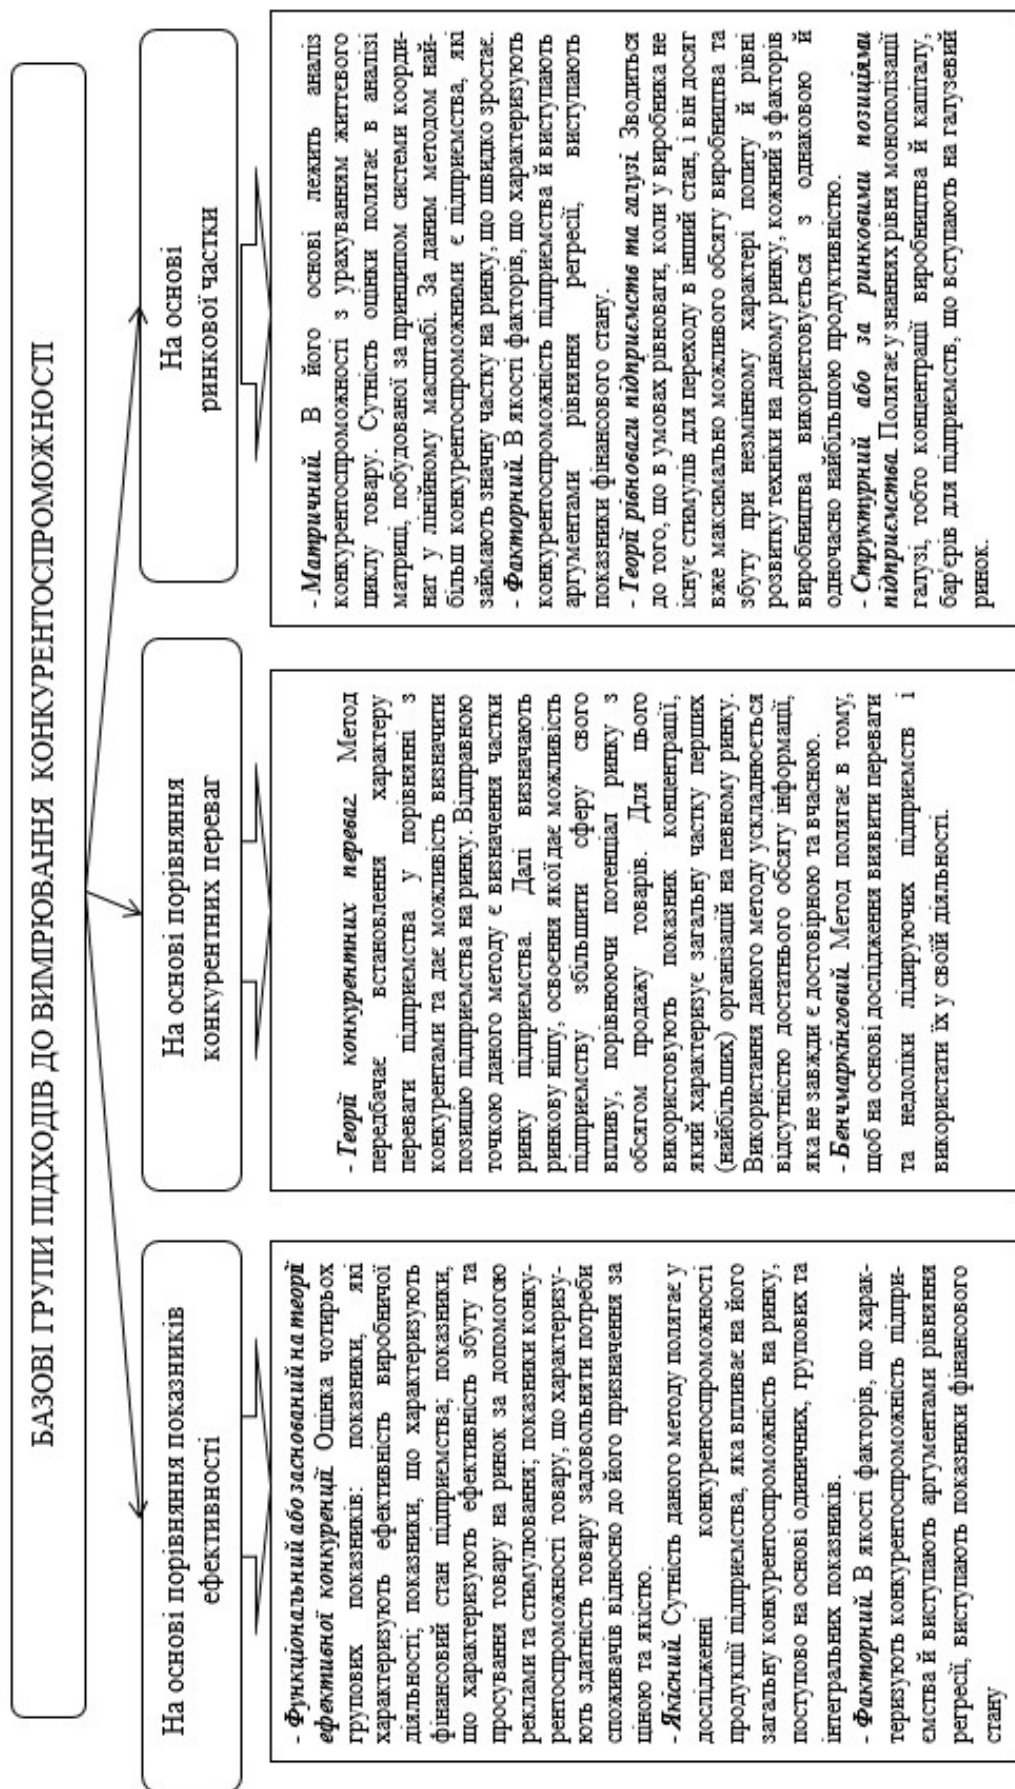 БАЗОВІ ГРУПИ ПІДХОДІВ ДО ВИМІРЮВАННЯ КОНКУРЕНТОСПРОМОЖНОСТІ
На основі порівняння показників
ефективності
- Функціональний або заснований на теорії
ефективної конкуренції. Оцінка чотирьох
групових показників: показники, які
характеризують ефективність виробничої
діяльності; показники, що характеризують
фінансовий стан підприємства; показники,
що характеризують ефективність збуту та
просування товару на ринок за допомогою
реклами та стимулювання; показники конку-
рентоспроможності товару, що характеризу-
ють здатність товару задовольняти потреби
споживачів відносно до його призначення за
ціною та якістю.
- Якісний. Сутність даного методу полягає у
дослідженні конкурентоспроможності
продукції підприємства, яка впливає на його
загальну конкурентоспроможність на ринку,
поступово на основі одиничних, групових та
інтегральних показників.
- Факторний. В якості факторів, що харак-
теризують конкурентоспроможність підпри-
ємства й виступають аргументами рівняння
регресії, виступають показники фінансового
стану
На основі порівняння
конкурентних переваг
- Теорії конкурентних переваг. Метод
передбачає встановлення характеру
переваги підприємства у порівнянні з
конкурентами та дає можливість визначити
позицію підприємства на ринку. Відправною
точкою даного методу є визначення частки
ринку підприємства. Далі визначають
ринкову нішу, освоєння якої дає можливість
підприємству збільшити сферу свого
впливу, порівнюючи потенціал ринку з
обсягом продажу товарів. Для цього
використовують показник концентрації,
який характеризує загальну частку перших
(найбільших) організацій на певному ринку.
Використання даного методу ускладнюється
відсутністю достатнього обсягу інформації,
яка не завжди є достовірною та вчасною.
- Бенчмаркінговий. Метод полягає в тому,
щоб на основі дослідження виявити переваги
та недоліки лідируючих підприємств і
використати їх у своїй діяльності.
На основі
ринкової частки
- Матричний. В його основі лежить аналіз
конкурентоспроможності з урахуванням життєвого
циклу товару. Сутність оцінки полягає в аналізі
матриці, побудованої за принципом системи коорди-
нат у лінійному масштабі. За даним методом най-
більш конкурентоспроможними є підприємства, які
займають значну частку на ринку, що швидко зростає.
- Факторний. В якості факторів, що характеризують
конкурентоспроможність підприємства й виступають
аргументами рівняння регресії, виступають
показники фінансового стану.
- Теорії рівноваги підприємств та галузі. Зводиться
до того, що в умовах рівноваги, коли у виробника не
існує стимулів для переходу в інший стан, і він досяг
вже максимально можливого обсягу виробництва та
збуту при незмінному характері попиту й рівні
розвитку техніки на даному ринку, кожний з факторів
виробництва використовується з однаковою й
одночасно найбільшою продуктивністю.
- Структурний або за ринковими позиціями
підприємства. Полягає у знаннях рівня монополізації
галузі, тобто концентрації виробництва й капіталу,
бар'єрів для підприємств, що вступають на галузевий
ринок.